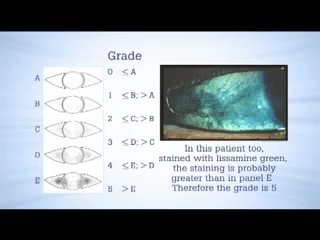 Grade
A
B
C
D
E
0 ≤A
1 ≤B; >A
2 ≤C; >B
3 ≤D; >C
4 ≤E; >D
5 >E
In this patient too,
stained with lissamine green,
the staining is probably
greater than in panel E
Therefore the grade is 5